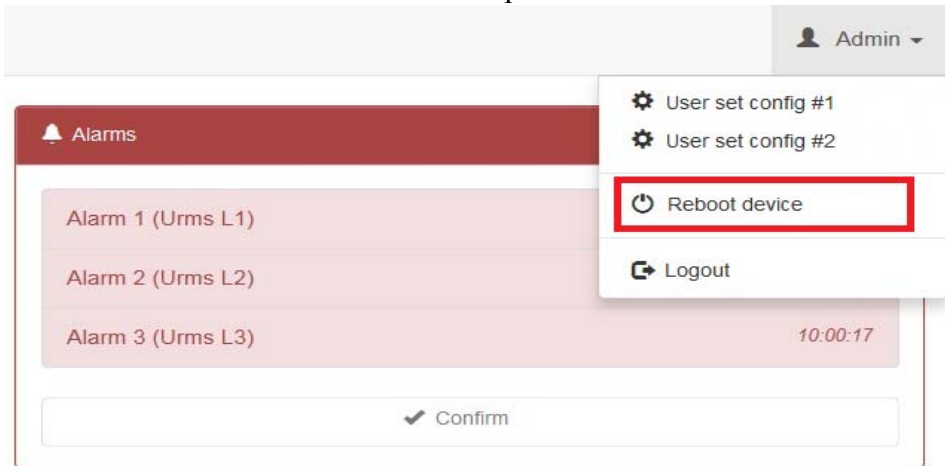 Admin
User set config #1
User set config #2
Reboot device
Logout
Alarms
Alarm 1 (Urms L1)
Alarm 2 (Urms L2)
Alarm 3 (Urms L3) 10:00:17
Confirm